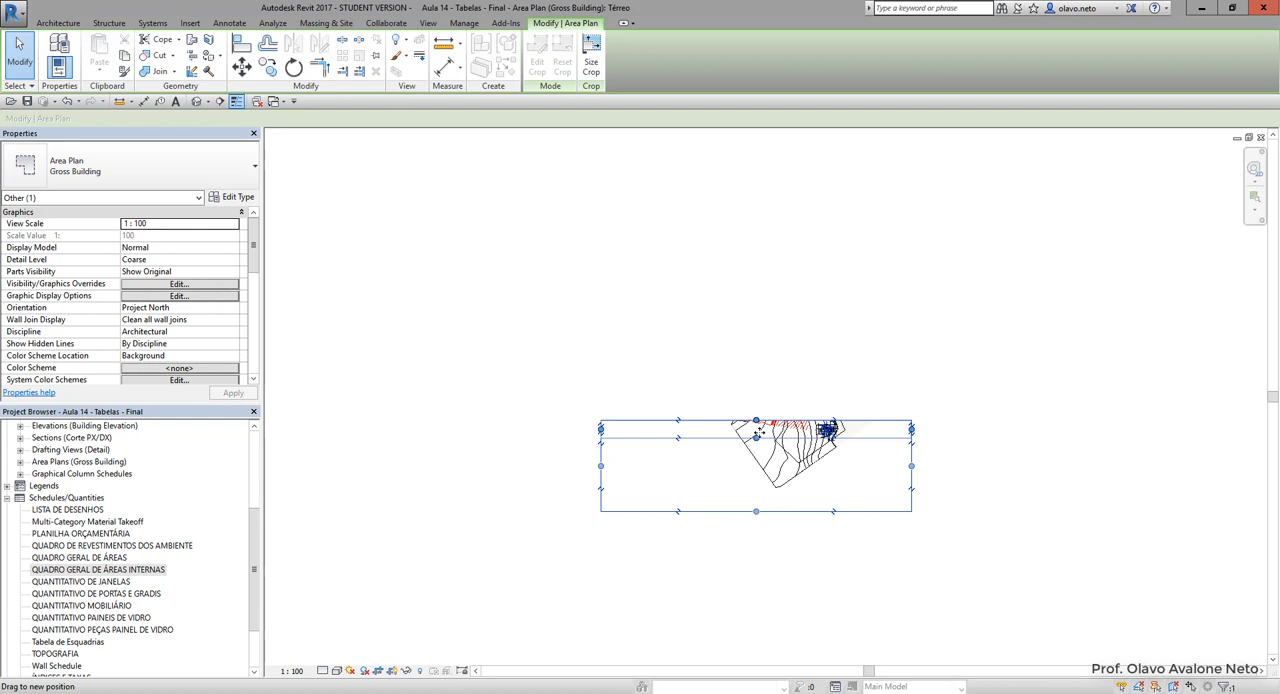 Autodesk Revit 2017 - STUDENT VERSION - Aula 14 - Tabelas - Final - Area Plan (Gross Building): Térreo
Type a keyword or phrase
olavo.neto
Architecture Structure Systems Insert Annotate Analyze Massing & Site Collaborate View Manage Add-Ins Modify | Area Plan
Modify
Paste
Cope
Cut
Join
Edit Crop
Reset Crop
Size Crop
Select Properties Clipboard Geometry Modify View Measure Create Mode Crop
Modify | Area Plan
Properties
Area Plan
Gross Building
Other (1)
Edit Type
Graphics
View Scale 1 : 100
Scale Value 1: 100
Display Model Normal
Detail Level Coarse
Parts Visibility Show Original
Visibility/Graphics Overrides Edit...
Graphic Display Options Edit...
Orientation Project North
Wall Join Display Clean all wall joins
Discipline Architectural
Show Hidden Lines By Discipline
Color Scheme Location Background
Color Scheme <none>
System Color Schemes Edit...
Properties help
Apply
Project Browser - Aula 14 - Tabelas - Final
Elevations (Building Elevation)
Sections (Corte PX/DX)
Drafting Views (Detail)
Area Plans (Gross Building)
Graphical Column Schedules
Legends
Schedules/Quantities
LISTA DE DESENHOS
Multi-Category Material Takeoff
PLANILHA ORÇAMENTÁRIA
QUADRO DE REVESTIMENTOS DOS AMBIENTE
QUADRO GERAL DE ÁREAS
QUADRO GERAL DE ÁREAS INTERNAS
QUANTITATIVO DE JANELAS
QUANTITATIVO DE PORTAS E GRADIS
QUANTITATIVO MOBILIÁRIO
QUANTITATIVO PAINEIS DE VIDRO
QUANTITATIVO PEÇAS PAINEL DE VIDRO
Tabela de Esquadrias
TOPOGRAFIA
Wall Schedule
ÍNDICES E TAXAS
1 : 100
Prof. Olavo Avalone Neto
Drag to new position
:0
Main Model
:1